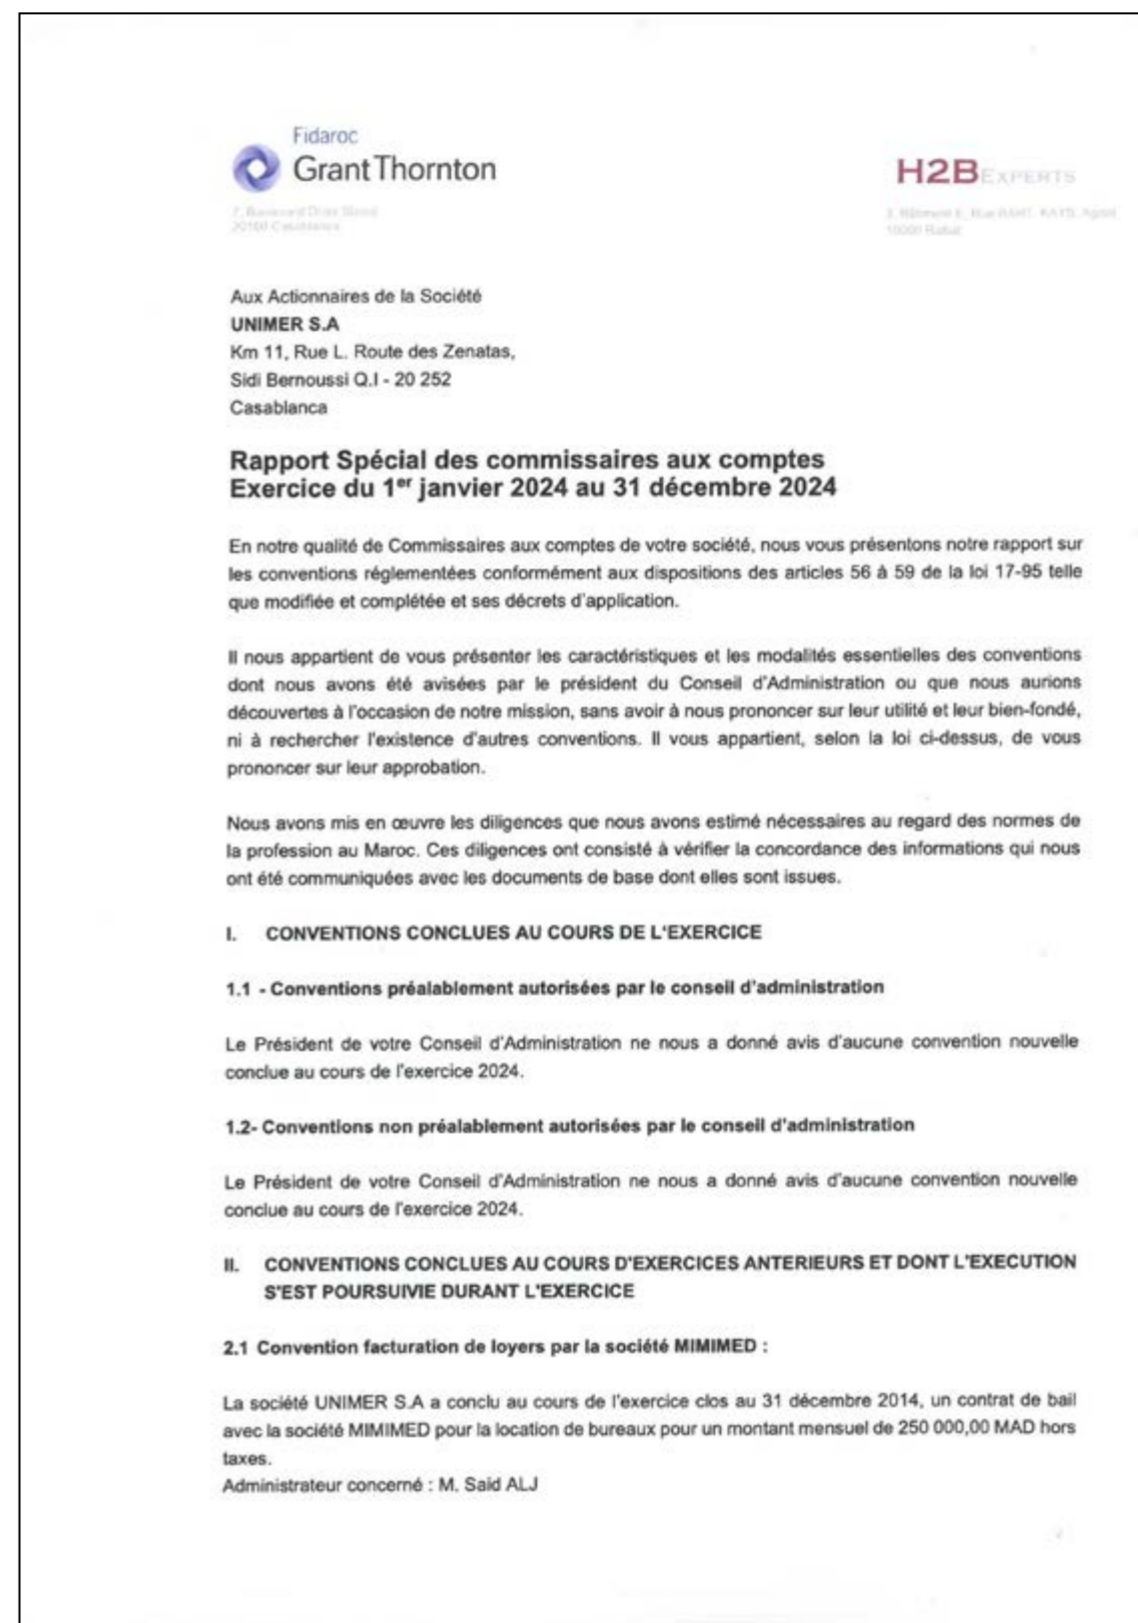 Fidaroc
Grant Thornton
H2B EXPERTS
20100 Casablanca
10000 Rabat
Aux Actionnaires de la Société
UNIMER S.A
Km 11, Rue L. Route des Zenatas,
Sidi Bernoussi Q.I - 20 252
Casablanca
Rapport Spécial des commissaires aux comptes
Exercice du 1er janvier 2024 au 31 décembre 2024
En notre qualité de Commissaires aux comptes de votre société, nous vous présentons notre rapport sur
les conventions réglementées conformément aux dispositions des articles 56 à 59 de la loi 17-95 telle
que modifiée et complétée et ses décrets d'application.
Il nous appartient de vous présenter les caractéristiques et les modalités essentielles des conventions
dont nous avons été avisées par le président du Conseil d'Administration ou que nous aurions
découvertes à l'occasion de notre mission, sans avoir à nous prononcer sur leur utilité et leur bien-fondé,
ni à rechercher l'existence d'autres conventions. Il vous appartient, selon la loi ci-dessus, de vous
prononcer sur leur approbation.
Nous avons mis en œuvre les diligences que nous avons estimé nécessaires au regard des normes de
la profession au Maroc. Ces diligences ont consisté à vérifier la concordance des informations qui nous
ont été communiquées avec les documents de base dont elles sont issues.
I. CONVENTIONS CONCLUES AU COURS DE L'EXERCICE
1.1 - Conventions préalablement autorisées par le conseil d'administration
Le Président de votre Conseil d'Administration ne nous a donné avis d'aucune convention nouvelle
conclue au cours de l'exercice 2024.
1.2- Conventions non préalablement autorisées par le conseil d'administration
Le Président de votre Conseil d'Administration ne nous a donné avis d'aucune convention nouvelle
conclue au cours de l'exercice 2024.
II. CONVENTIONS CONCLUES AU COURS D'EXERCICES ANTERIEURS ET DONT L'EXECUTION
S'EST POURSUIVIE DURANT L'EXERCICE
2.1 Convention facturation de loyers par la société MIMIMED :
La société UNIMER S.A a conclu au cours de l'exercice clos au 31 décembre 2014, un contrat de bail
avec la société MIMIMED pour la location de bureaux pour un montant mensuel de 250 000,00 MAD hors
taxes.
Administrateur concerné : M. Said ALJ